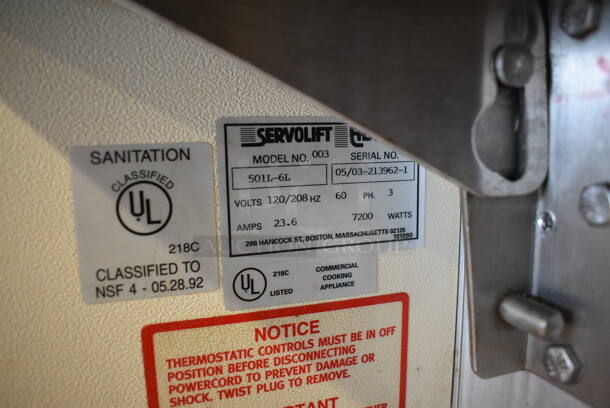 SANITATION
CLASSIFIED
UL
218C
CLASSIFIED TO
NSF 4 - 05.28.92
SERVOLIFT
MODEL NO. 003 SERIAL NO.
501L-6L 05/03-213962-1
VOLTS 120/208 HZ 60 PH. 3
AMPS 23.6 7200 WATTS
266 HANCOCK ST, BOSTON, MASSACHUSETTS 02125
101090
UL 218C COMMERCIAL
COOKING
LISTED APPLIANCE
NOTICE
THERMOSTATIC CONTROLS MUST BE IN OFF
POSITION BEFORE DISCONNECTING
POWERCORD TO PREVENT DAMAGE OR
SHOCK. TWIST PLUG TO REMOVE.